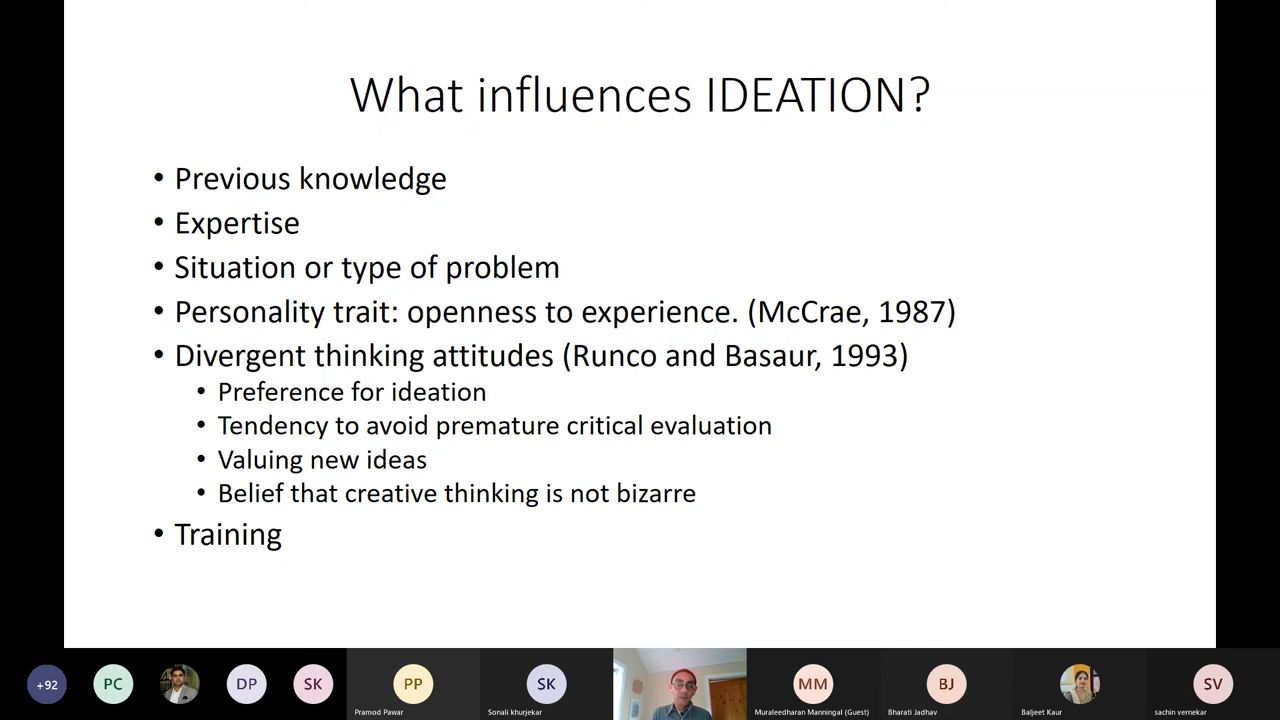 What influences IDEATION?
• Previous knowledge
• Expertise
• Situation or type of problem
• Personality trait: openness to experience. (McCrae, 1987)
• Divergent thinking attitudes (Runco and Basaur, 1993)
• Preference for ideation
• Tendency to avoid premature critical evaluation
• Valuing new ideas
• Belief that creative thinking is not bizarre
• Training
+92 PC DP SK PP SK MM BJ SV
Pramod Pawar Sonali khurjekar Muraleedharan Manningal (Guest) Bharati Jadhav Baljeet Kaur sachin vernekar